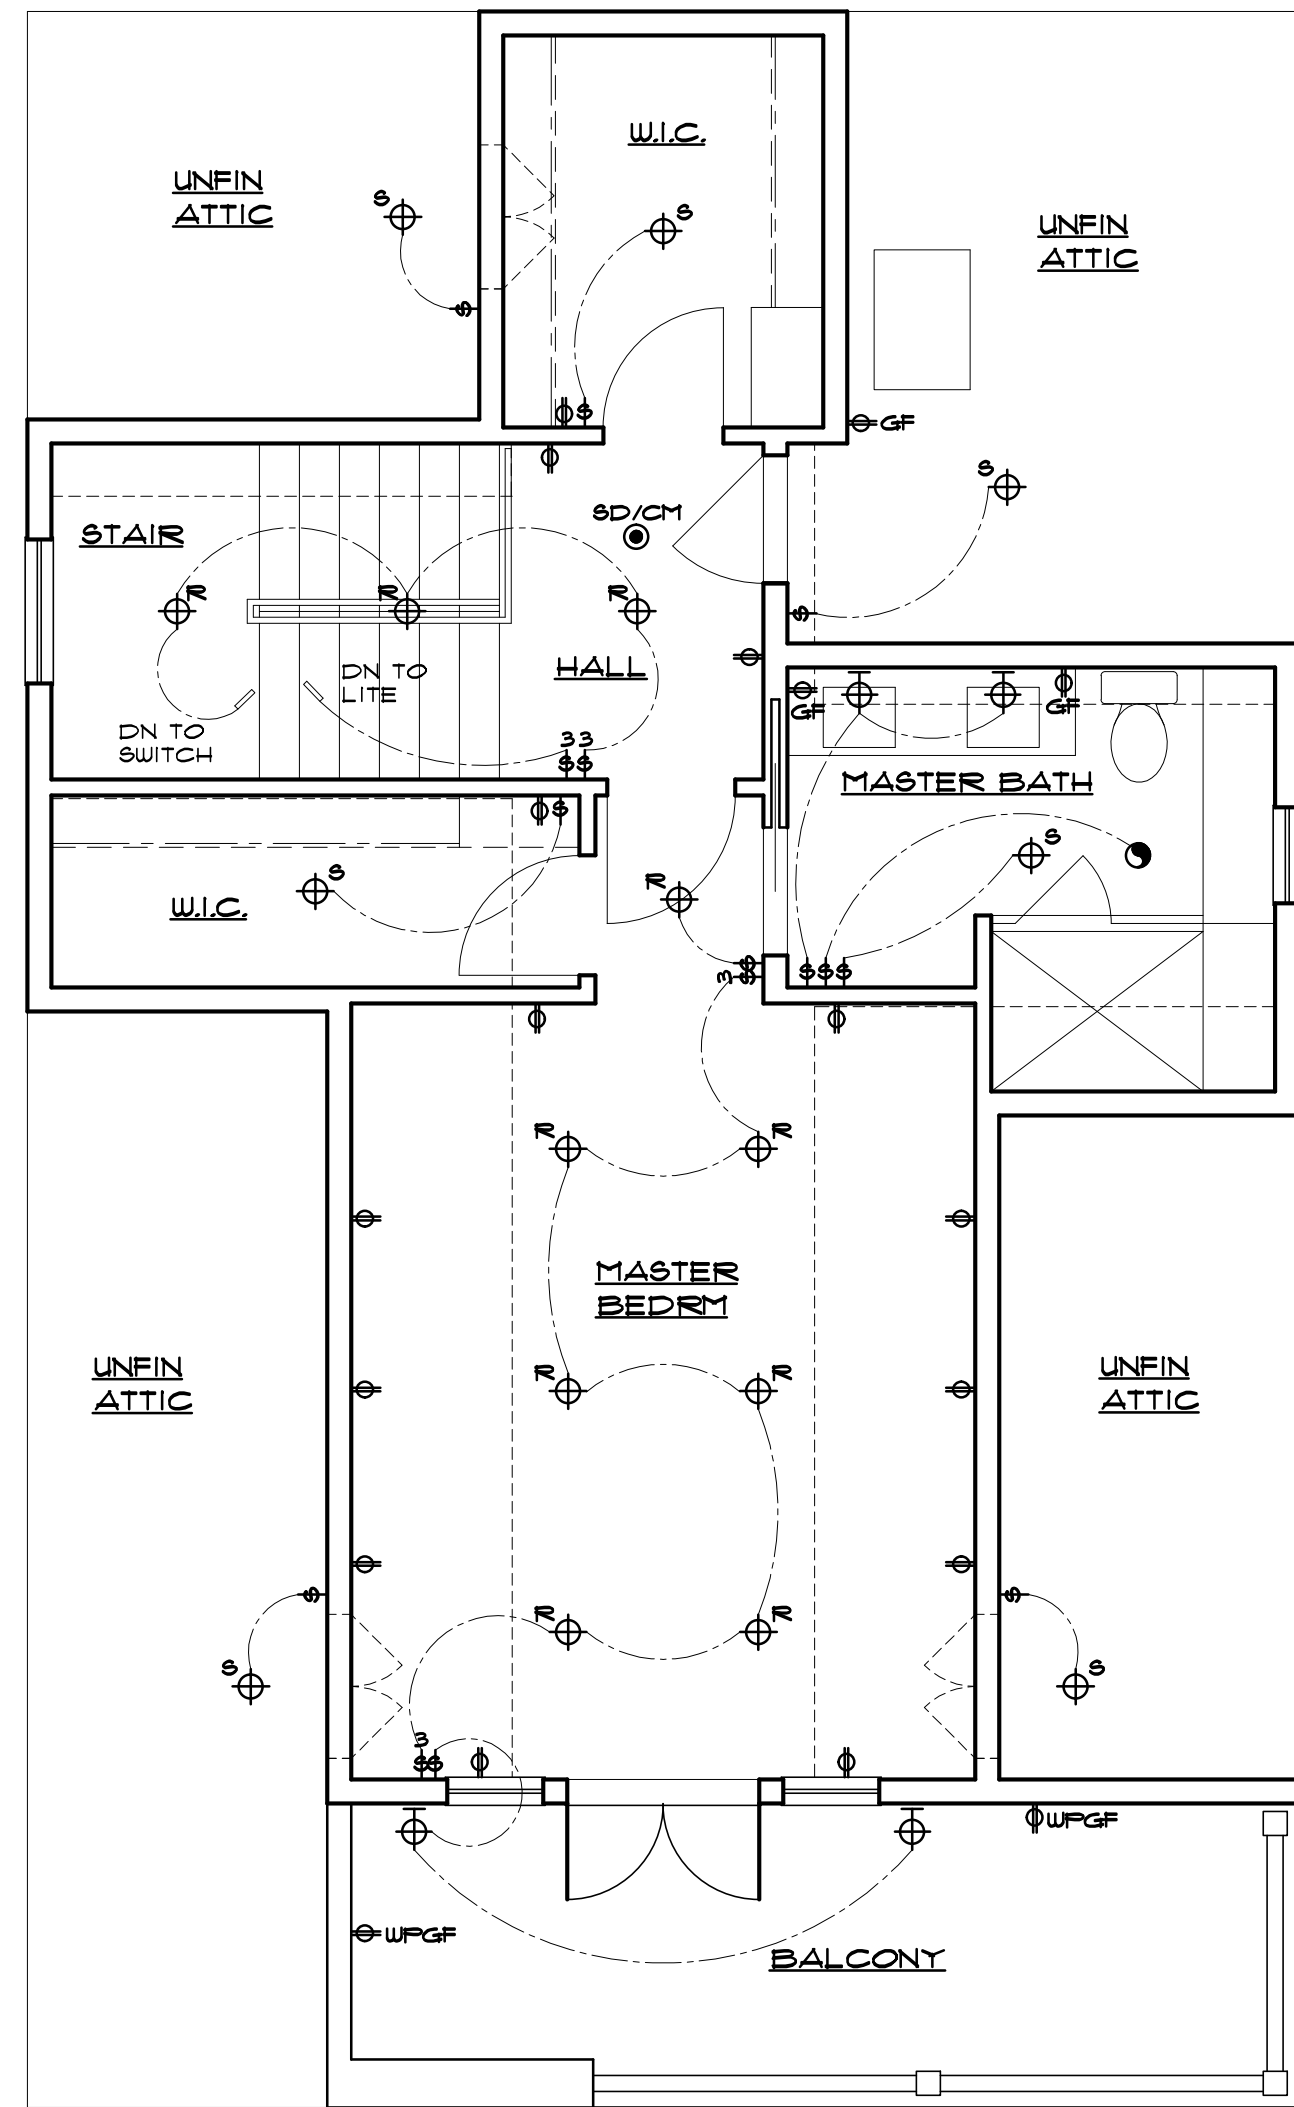 W.I.C.
UNFIN
ATTIC
S
S
UNFIN
ATTIC
$
$
GF
S
SD/CM
STAIR
R
R
R
$
HALL
DN TO
LITE
GF
GF
DN TO
SWITCH
3 3
$ $
MASTER BATH
$
S
S
R
W.I.C.
$
3 $
$ $ $
R
R
MASTER
BEDRM
UNFIN
ATTIC
UNFIN
ATTIC
R
R
$
$
R
R
S
S
3
$ $
WPGF
WPGF
BALCONY